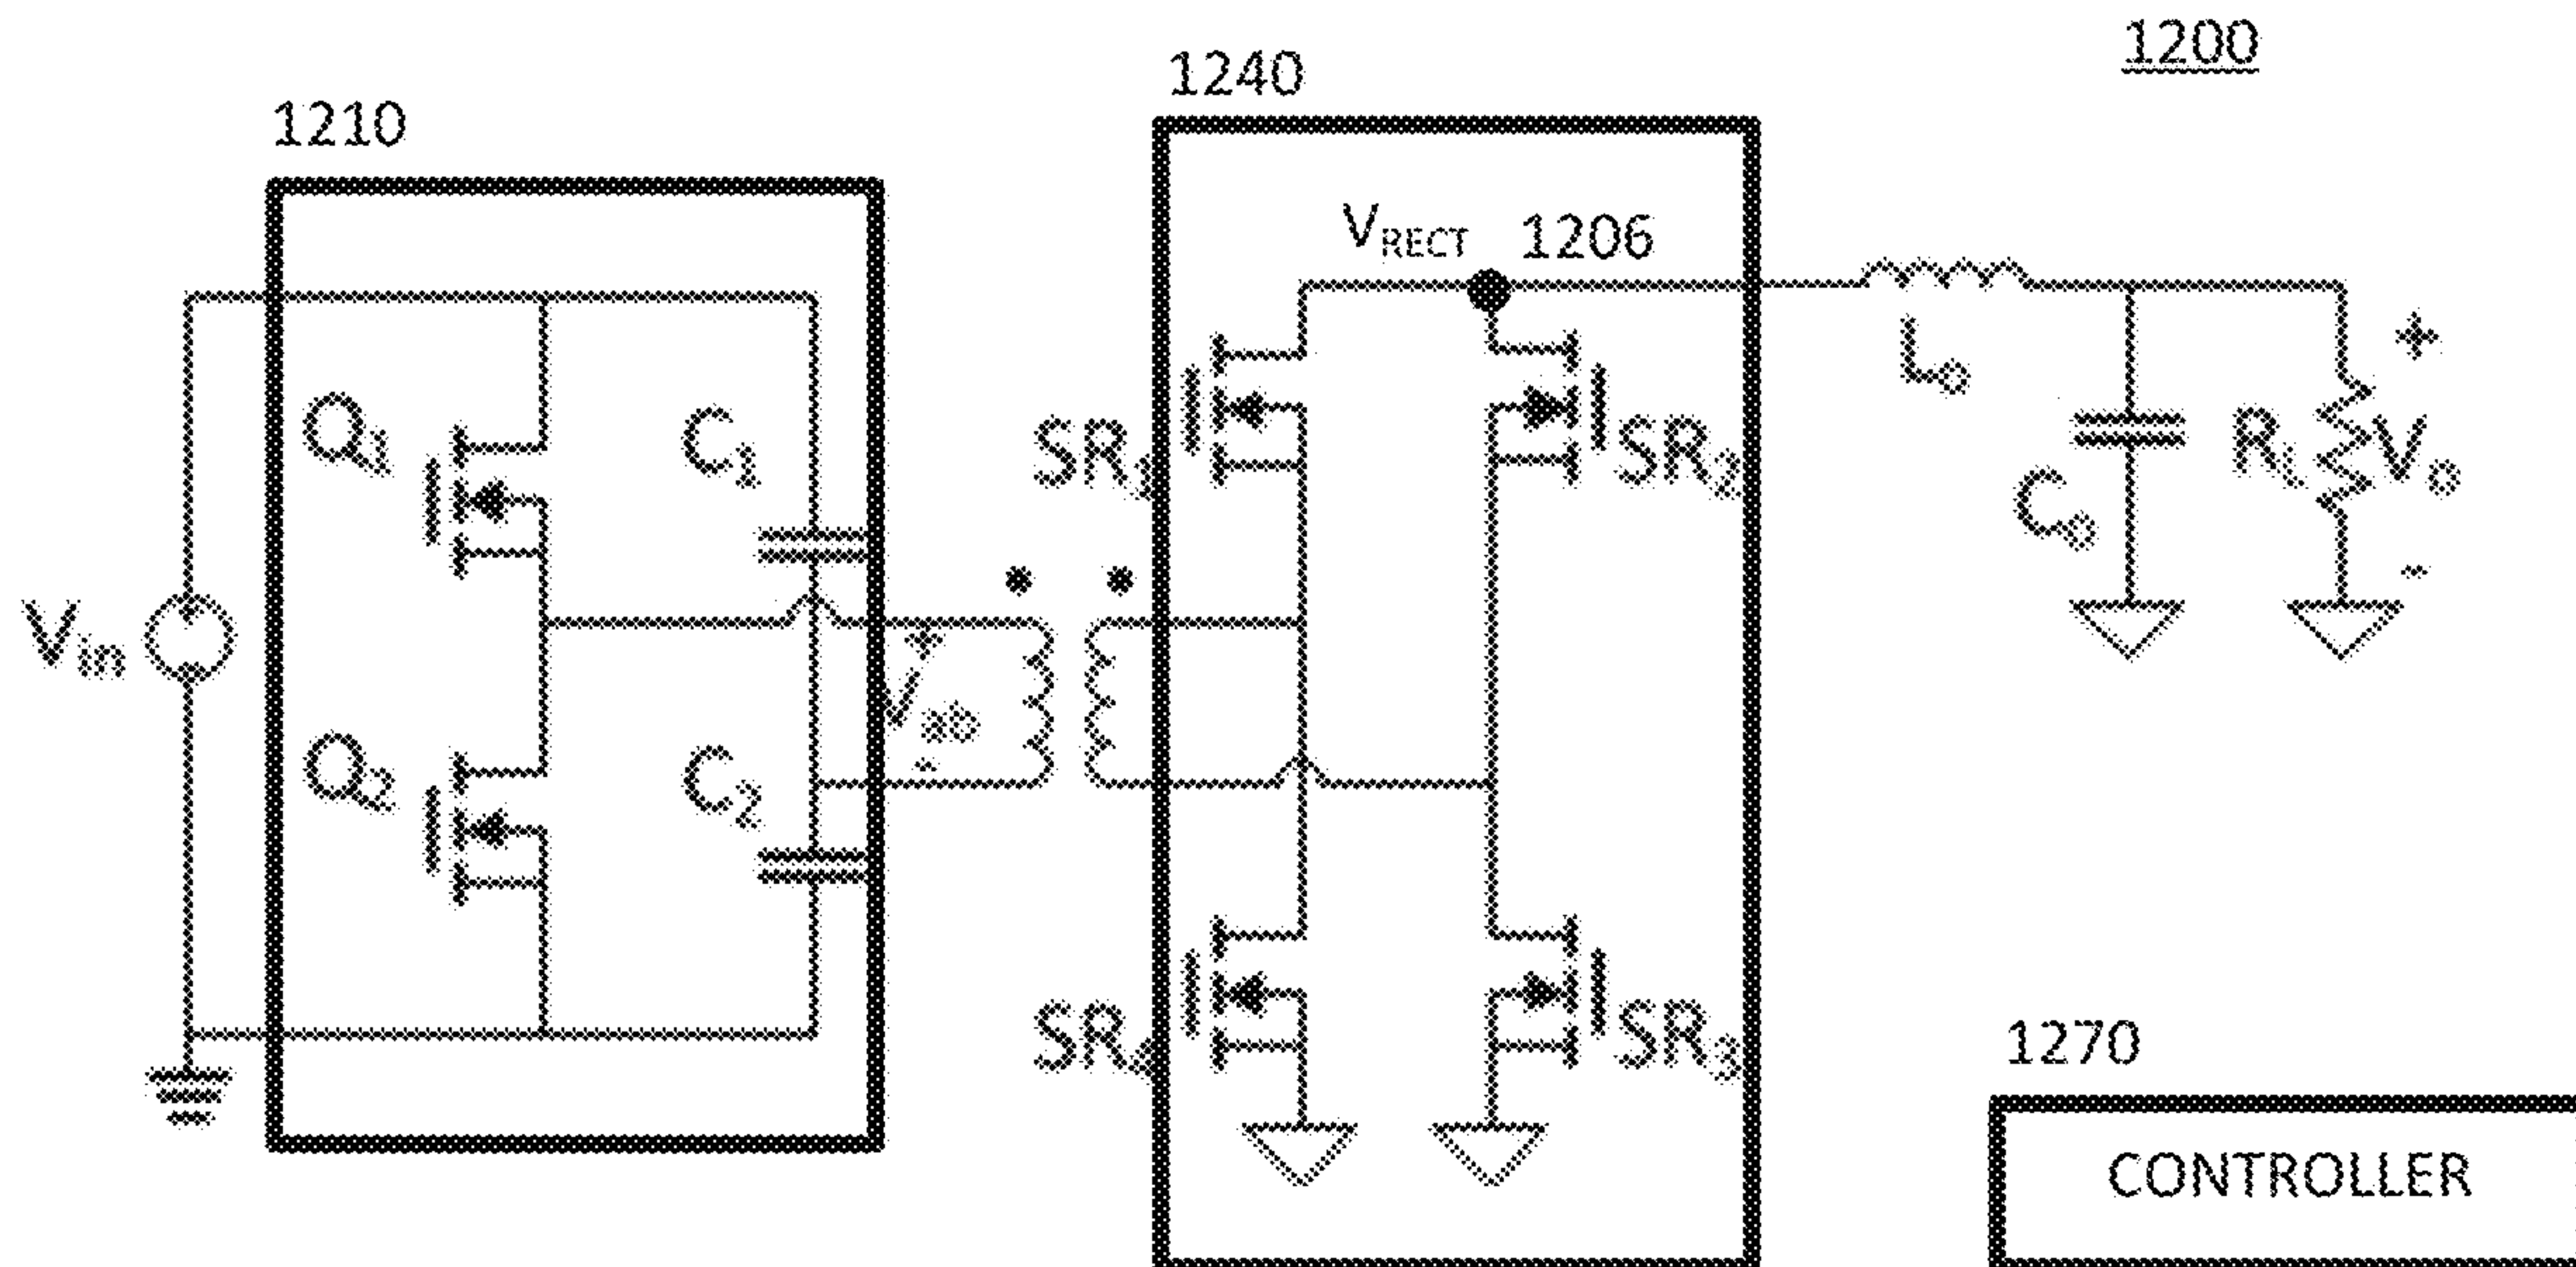 1200
1240
1210
V_RECT 1206
Q1
C1
SR1
SR2
Lo
Co
RL
+
Vo
-
Vin
+
Vab
-
Q2
C2
SR4
SR3
1270
CONTROLLER